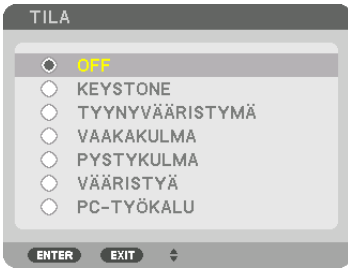 TILA
OFF
KEYSTONE
TYYNYVÄÄRISTYMÄ
VAAKAKULMA
PYSTYKULMA
VÄÄRISTYÄ
PC-TYÖKALU
ENTER EXIT